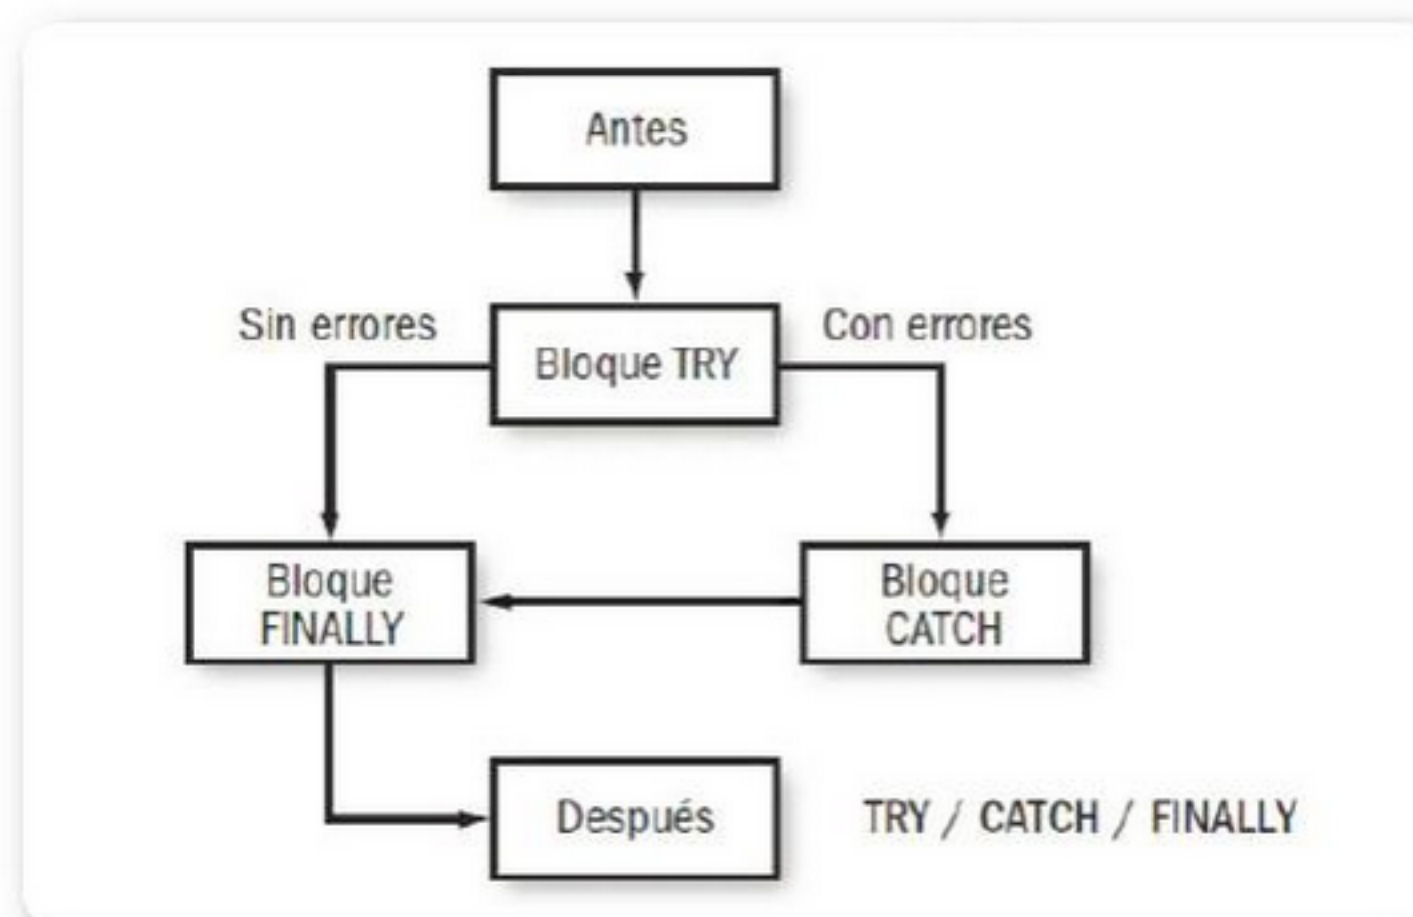 Antes
Sin errores
Bloque TRY
Con errores
Bloque
FINALLY
Bloque
CATCH
Después
TRY / CATCH / FINALLY